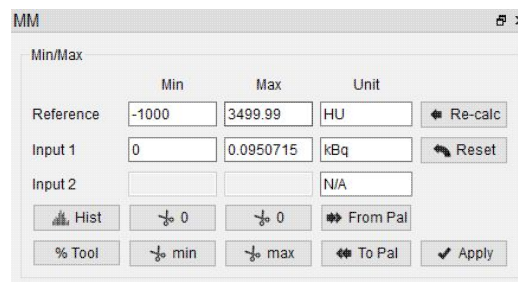 MM
Min/Max
Min Max Unit
Reference -1000 3499.99 HU Re-calc
Input 1 0 0.0950715 kBq Reset
Input 2 N/A
Hist 0 0 From Pal
% Tool min max To Pal Apply